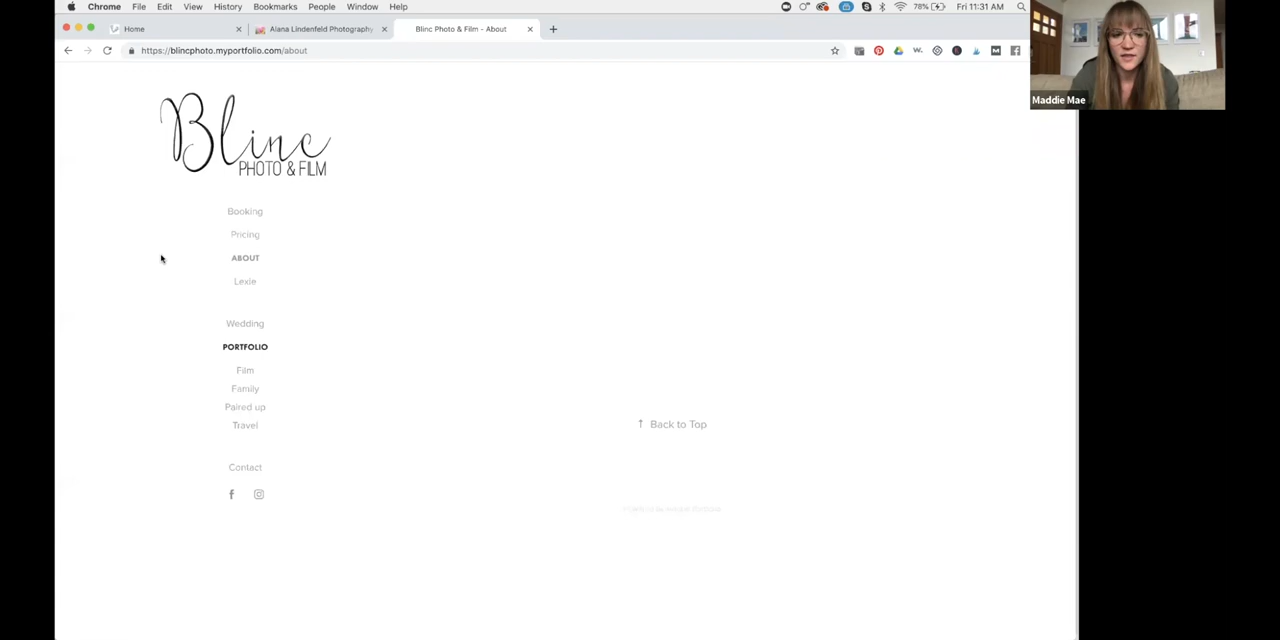 Chrome File Edit View History Bookmarks People Window Help 78% Fri 11:31 AM
Home Alana Lindenfeld Photography Blinc Photo & Film - About
https://blincphoto.myportfolio.com/about
Maddie Mae
Blinc
PHOTO & FILM
Booking
Pricing
ABOUT
Lexie
Wedding
PORTFOLIO
Film
Family
Paired up
Travel
↑ Back to Top
Contact